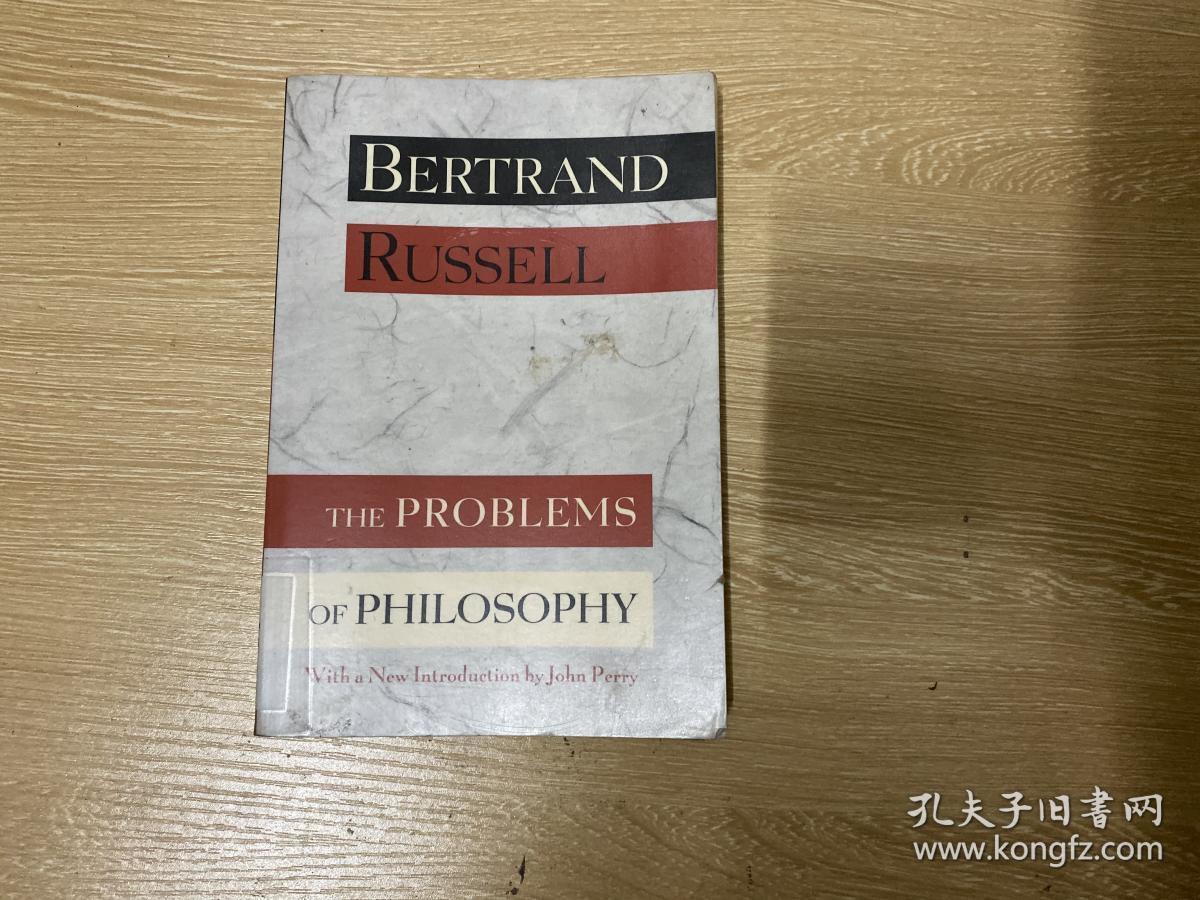 BERTRAND
RUSSELL
THE PROBLEMS
OF PHILOSOPHY
With a New Introduction by John Perry
孔夫子旧書网
www.kongfz.com